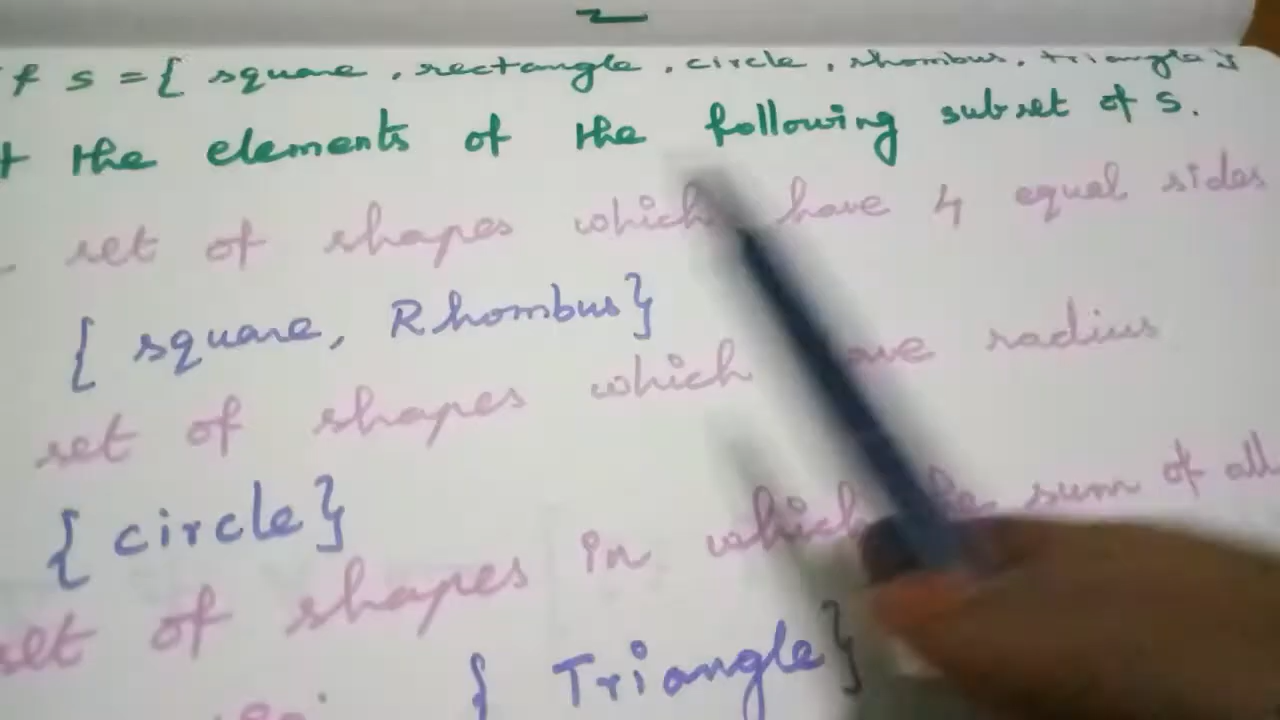 f s = { square, rectangle, circle, rhombus, triangle }
the elements of the following subset of s.
set of shapes which have 4 equal sides
{ square, Rhombus }
set of shapes which radius
{ circle }
set of shapes in which sum of all
{ Triangle }